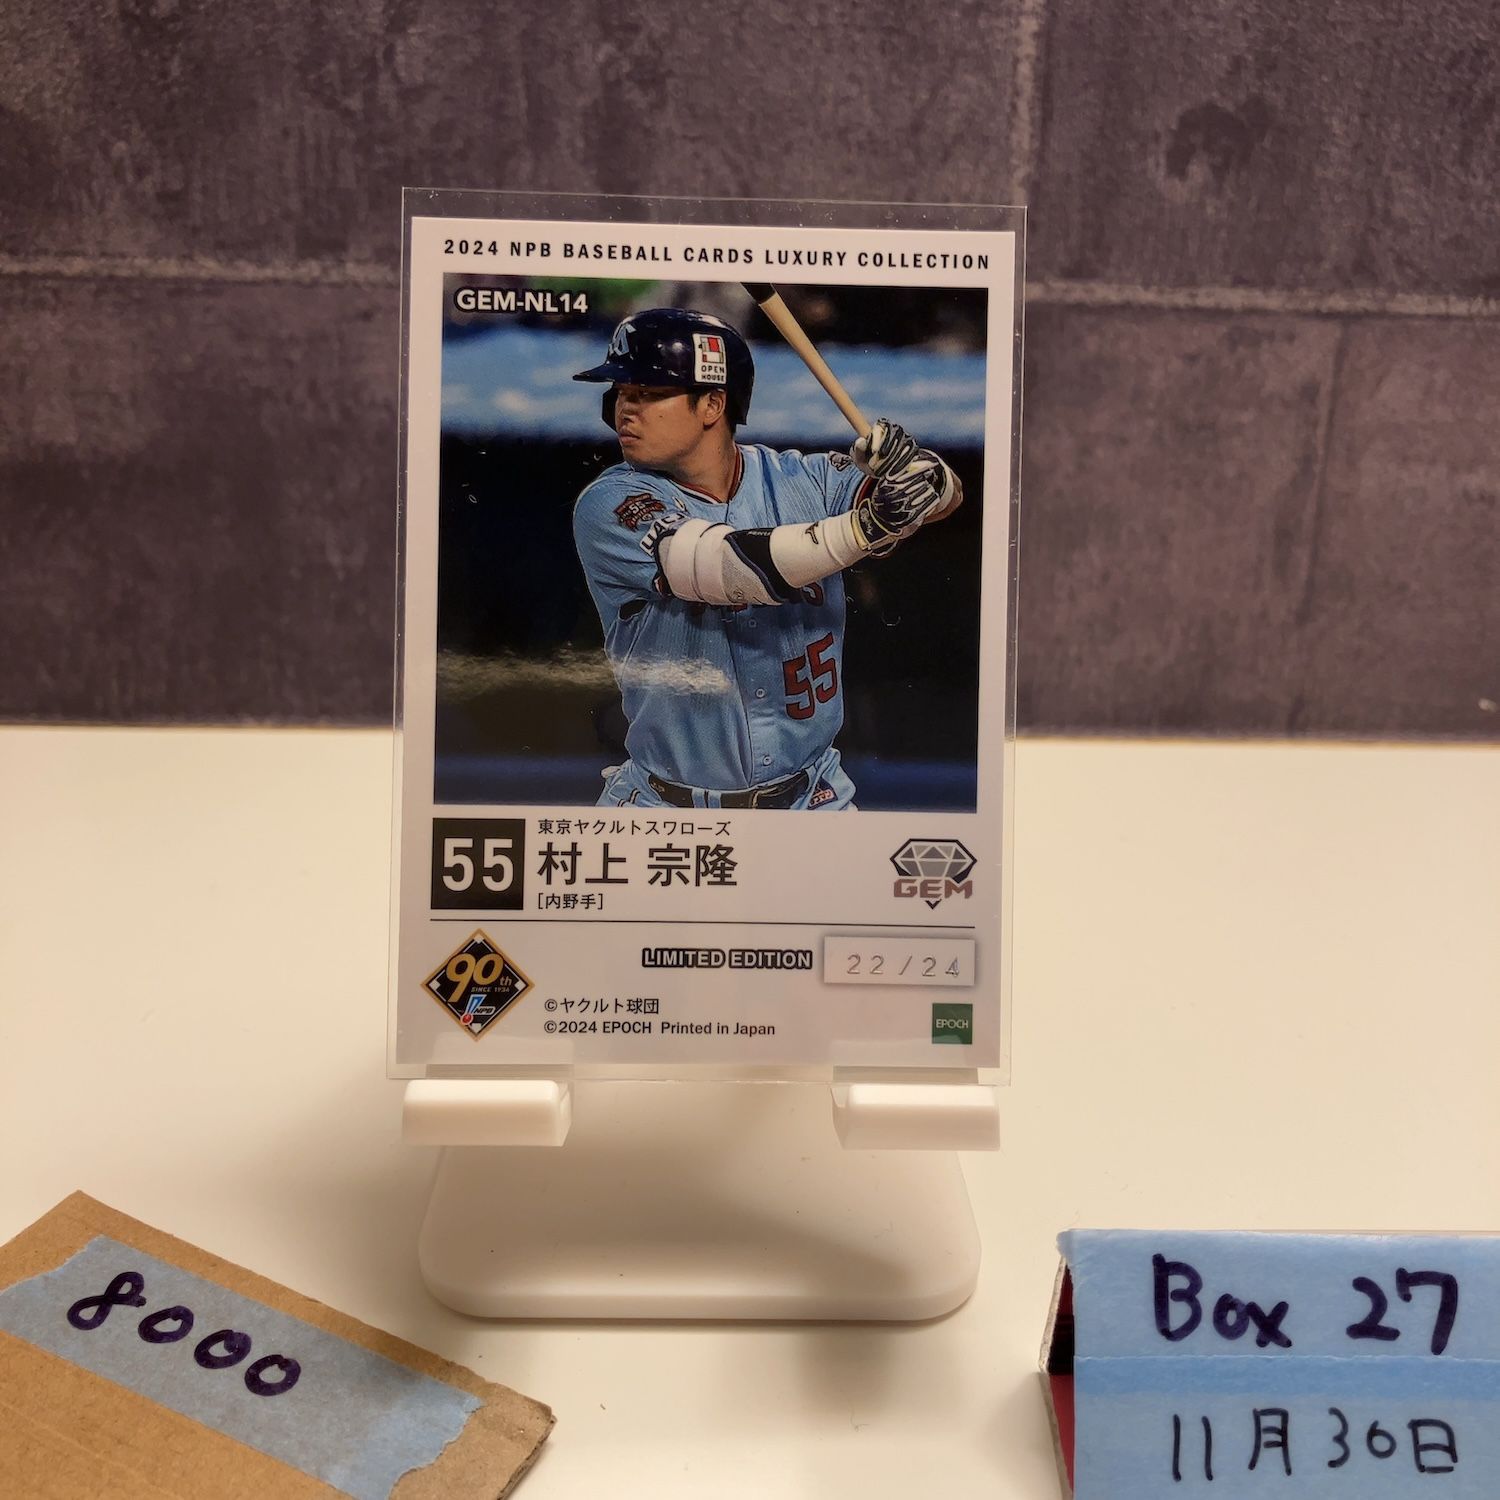 2024 NPB BASEBALL CARDS LUXURY COLLECTION
GEM-NL14
OPEN
HOUSE
55
55
東京ヤクルトスワローズ
村上 宗隆
[内野手]
GEM
90th
SINCE 1934
NPB
LIMITED EDITION
22/24
©ヤクルト球団
©2024 EPOCH Printed in Japan
EPOCH
8000
Box 27
11月30日